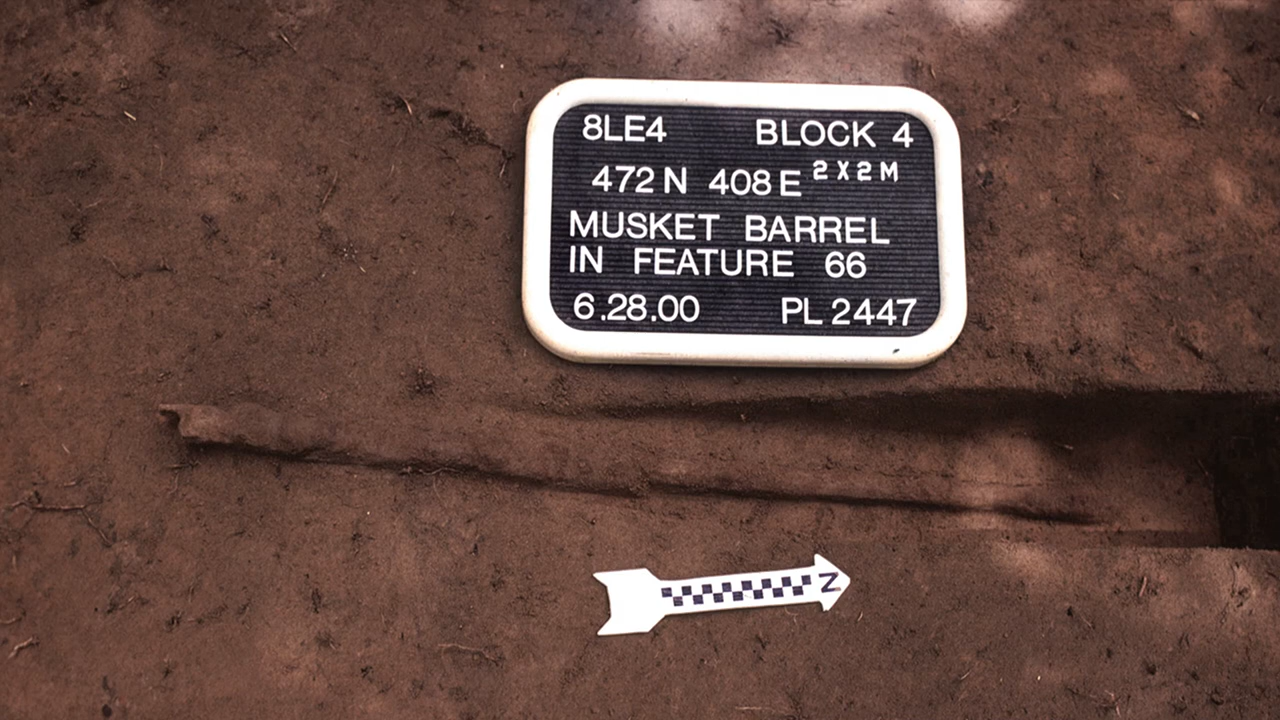 8LE4 BLOCK 4
472 N 408 E 2 X 2 M
MUSKET BARREL
IN FEATURE 66
6.28.00 PL 2447
N